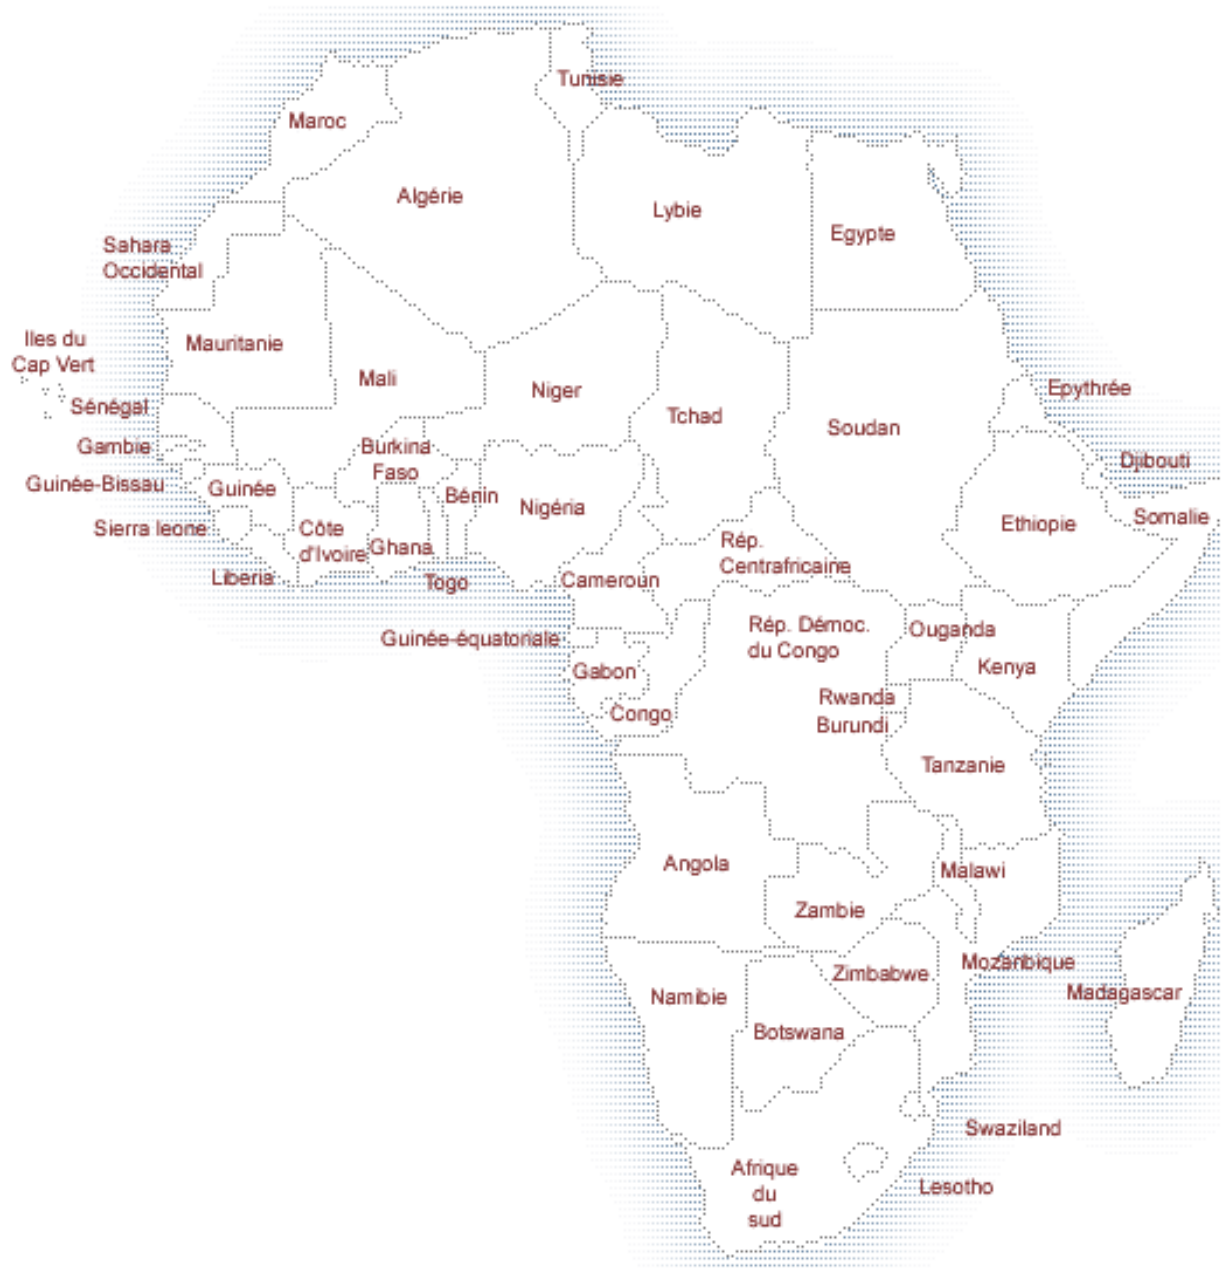 Tunisie
Maroc
Algérie
Lybie
Egypte
Sahara
Occidental
Iles du
Cap Vert
Mauritanie
Mali
Niger
Tchad
Soudan
Epythrée
Sénégal
Gambie
Burkina
Faso
Djibouti
Guinée-Bissau
Guinée
Bénin
Nigéria
Ethiopie
Somalie
Sierra leone
Côte
d'Ivoire
Ghana
Rép.
Centrafricaine
Liberia
Togo
Cameroun
Guinée-équatoriale
Rép. Démoc.
du Congo
Ouganda
Kenya
Gabon
Rwanda
Congo
Burundi
Tanzanie
Angola
Malawi
Zambie
Mozanbique
Zimbabwe
Madagascar
Namibie
Botswana
Swaziland
Afrique
du
sud
Lesotho